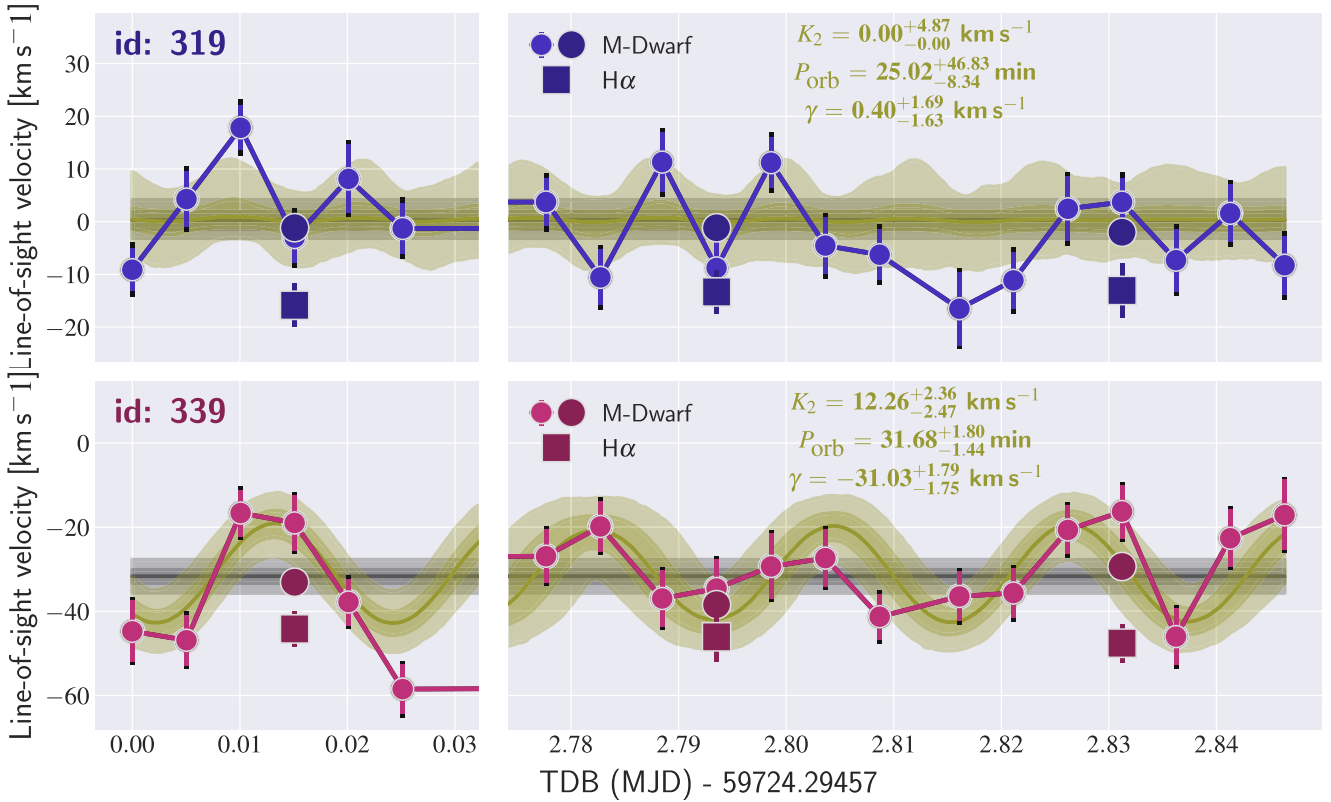 Line-of-sight velocity [km s−1]
30
20
10
0
−10
−20
id: 319
M-Dwarf
Hα
K₂ = 0.00 +4.87 −0.00 km s⁻¹
P_orb = 25.02 +46.83 −8.34 min
γ = 0.40 +1.69 −1.63 km s⁻¹
Line-of-sight velocity [km s−1]
0
−20
−40
−60
id: 339
M-Dwarf
Hα
K₂ = 12.26 +2.36 −2.47 km s⁻¹
P_orb = 31.68 +1.80 −1.44 min
γ = −31.03 +1.79 −1.75 km s⁻¹
0.00 0.01 0.02 0.03 2.78 2.79 2.80 2.81 2.82 2.83 2.84
TDB (MJD) - 59724.29457